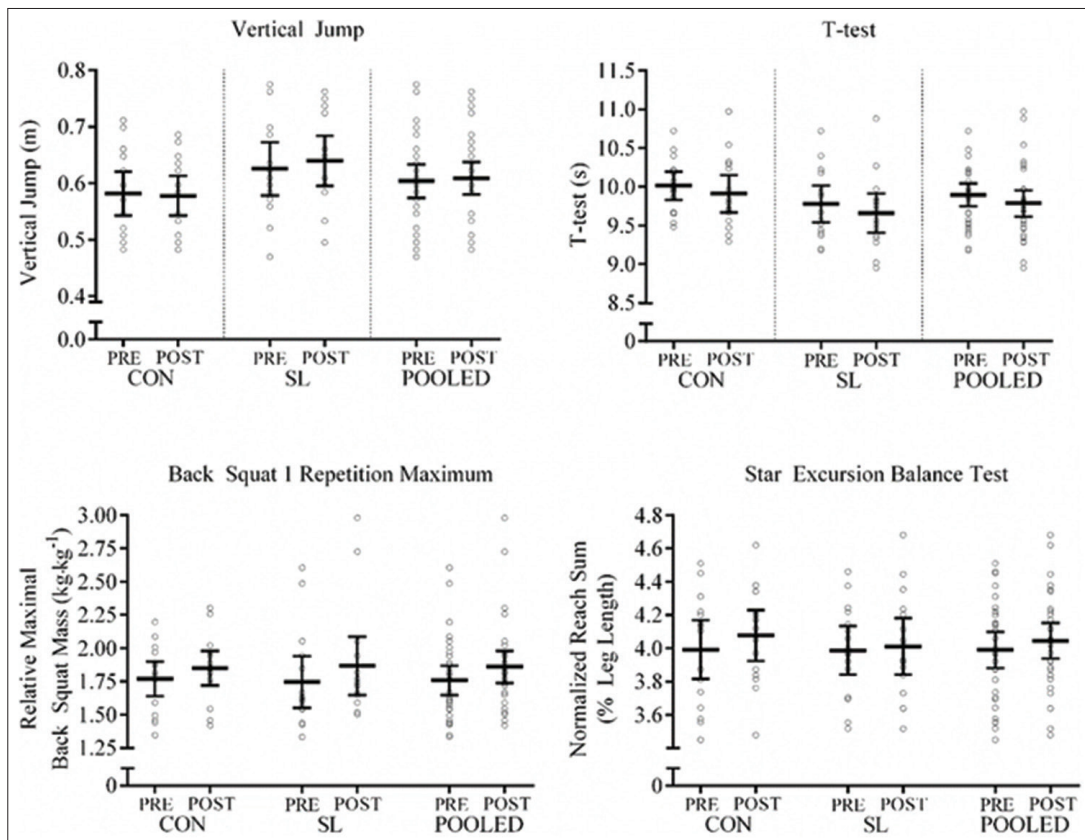 Vertical Jump
Vertical Jump (m)
0.8
0.7
0.6
0.5
0.4
0.0
PRE POST PRE POST PRE POST
CON SL POOLED
T-test
T-test (s)
11.5
11.0
10.5
10.0
9.5
9.0
8.5
0
PRE POST PRE POST PRE POST
CON SL POOLED
Back Squat 1 Repetition Maximum
Relative Maximal
Back Squat Mass (kg·kg-1)
3.00
2.75
2.50
2.25
2.00
1.75
1.50
1.25
0
PRE POST PRE POST PRE POST
CON SL POOLED
Star Excursion Balance Test
Normalized Reach Sum
(% Leg Length)
4.8
4.6
4.4
4.2
4.0
3.8
3.6
0
PRE POST PRE POST PRE POST
CON SL POOLED